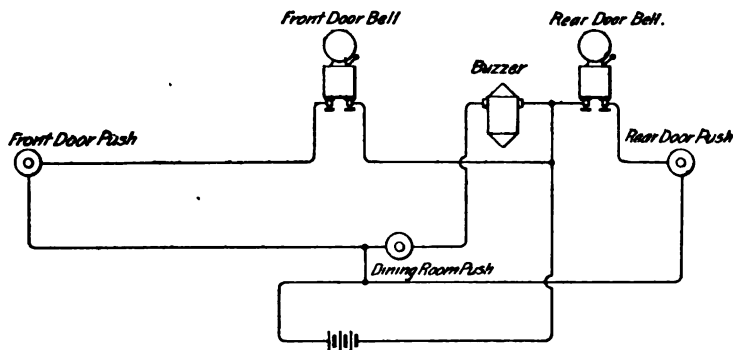 Front Door Bell
Rear Door Bell.
Buzzer
Front Door Push
Rear Door Push
Dining Room Push